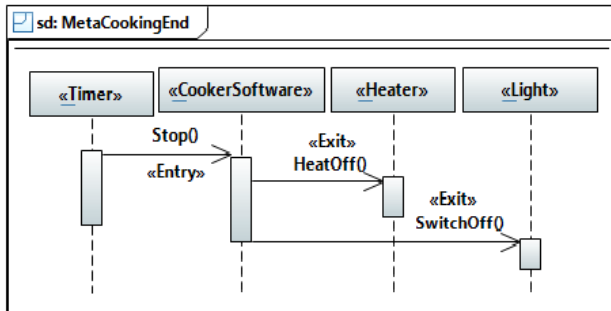 sd: MetaCookingEnd
«Timer»
«CookerSoftware»
«Heater»
«Light»
Stop()
«Entry»
«Exit»
HeatOff()
«Exit»
SwitchOff()